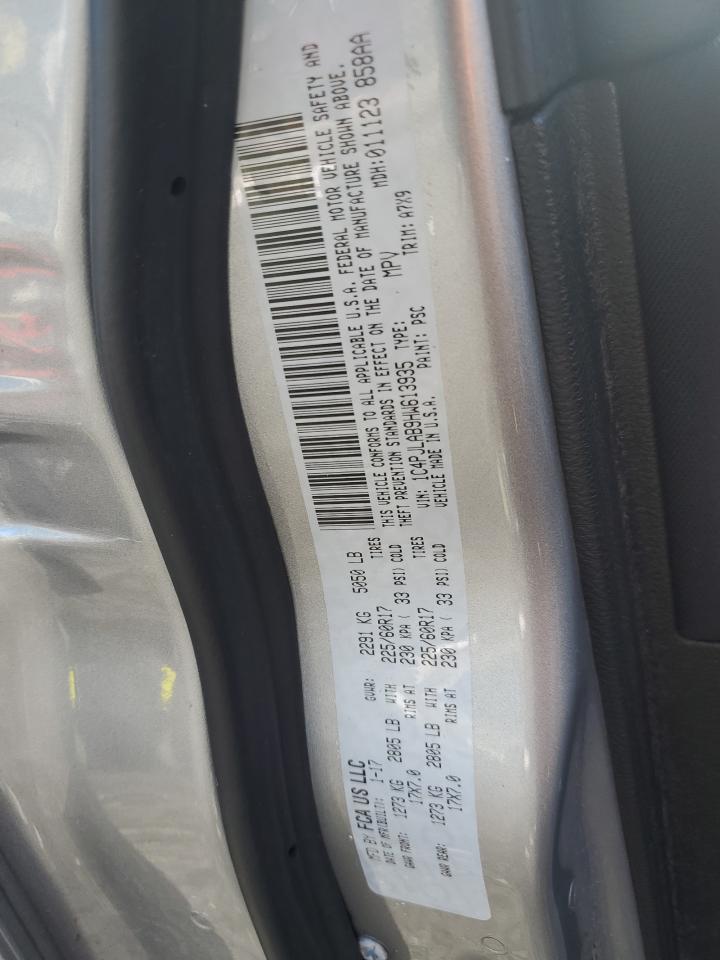 MFD BY FCA US LLC
DATE OF MFR(BUILT): 1-17 GVWR: 2291 KG 5050 LB
GAWR FRONT: 1273 KG 2805 LB WITH 225/60R17 TIRES
17X7.0 RIMS AT 230 KPA ( 33 PSI) COLD
GAWR REAR: 1273 KG 2805 LB WITH 225/60R17 TIRES
17X7.0 RIMS AT 230 KPA ( 33 PSI) COLD
THIS VEHICLE CONFORMS TO ALL APPLICABLE U.S.A. FEDERAL MOTOR VEHICLE SAFETY AND
THEFT PREVENTION STANDARDS IN EFFECT ON THE DATE OF MANUFACTURE SHOWN ABOVE.
VIN: 1C4PJLAB9HW613935 TYPE: MPV MDH:011123 858AA
VEHICLE MADE IN U.S.A. PAINT: PSC TRIM: A7X9